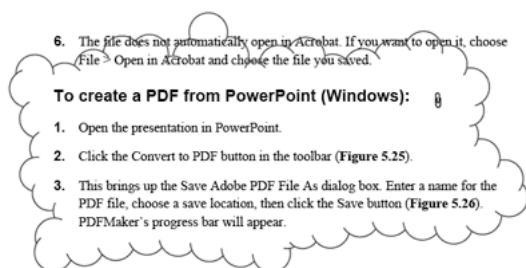 6. The file does not automatically open in Acrobat. If you want to open it, choose
File > Open in Acrobat and choose the file you saved.
To create a PDF from PowerPoint (Windows):
1. Open the presentation in PowerPoint.
2. Click the Convert to PDF button in the toolbar (Figure 5.25).
3. This brings up the Save Adobe PDF File As dialog box. Enter a name for the
PDF file, choose a save location, then click the Save button (Figure 5.26).
PDFMaker's progress bar will appear.